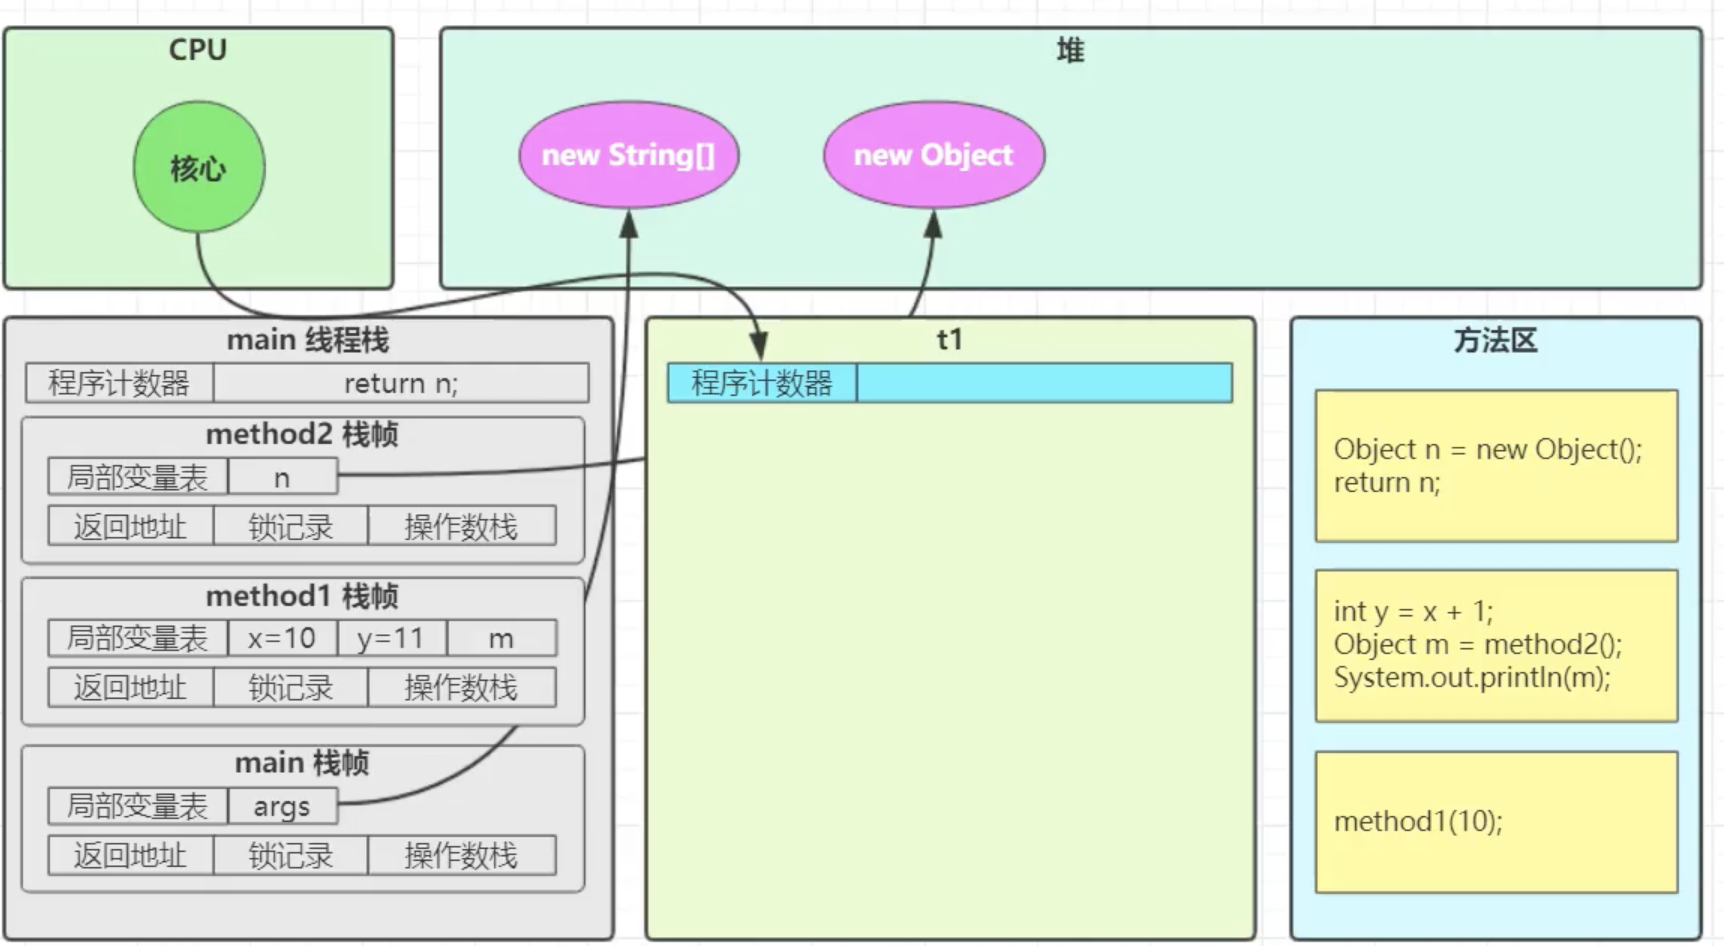 CPU
核心
堆
new String[]
new Object
main 线程栈
程序计数器 return n;
method2 栈帧
局部变量表 n
返回地址 锁记录 操作数栈
method1 栈帧
局部变量表 x=10 y=11 m
返回地址 锁记录 操作数栈
main 栈帧
局部变量表 args
返回地址 锁记录 操作数栈
t1
程序计数器
方法区
Object n = new Object();
return n;
int y = x + 1;
Object m = method2();
System.out.println(m);
method1(10);